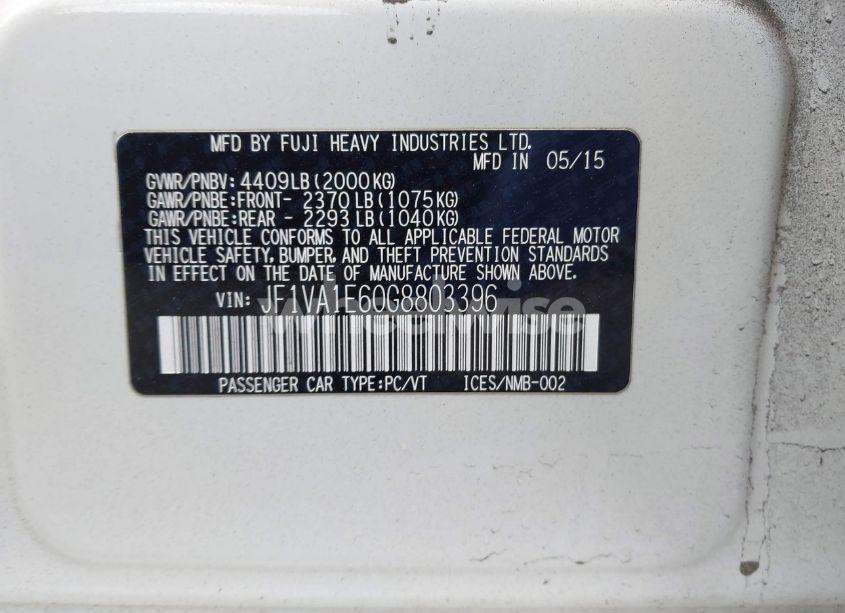 MFD BY FUJI HEAVY INDUSTRIES LTD.
MFD IN 05/15
GVWR/PNBV: 4409LB(2000KG)
GAWR/PNBE:FRONT- 2370LB(1075KG)
GAWR/PNBE:REAR - 2293LB(1040KG)
THIS VEHICLE CONFORMS TO ALL APPLICABLE FEDERAL MOTOR
VEHICLE SAFETY, BUMPER, AND THEFT PREVENTION STANDARDS
IN EFFECT ON THE DATE OF MANUFACTURE SHOWN ABOVE.
VIN: JF1VA1E60G8803396
wheelwise
PASSENGER CAR TYPE:PC/VT ICES/NMB-002